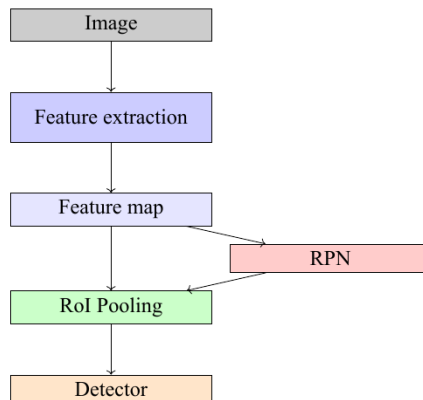 Image
Feature extraction
Feature map
RPN
RoI Pooling
Detector